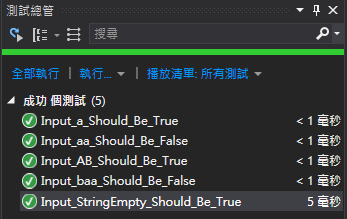 測試總管
搜尋
全部執行 | 執行... | 播放清單: 所有測試
成功 個測試 (5)
Input_a_Should_Be_True < 1 毫秒
Input_aa_Should_Be_False < 1 毫秒
Input_AB_Should_Be_True < 1 毫秒
Input_baa_Should_Be_False < 1 毫秒
Input_StringEmpty_Should_Be_True 5 毫秒